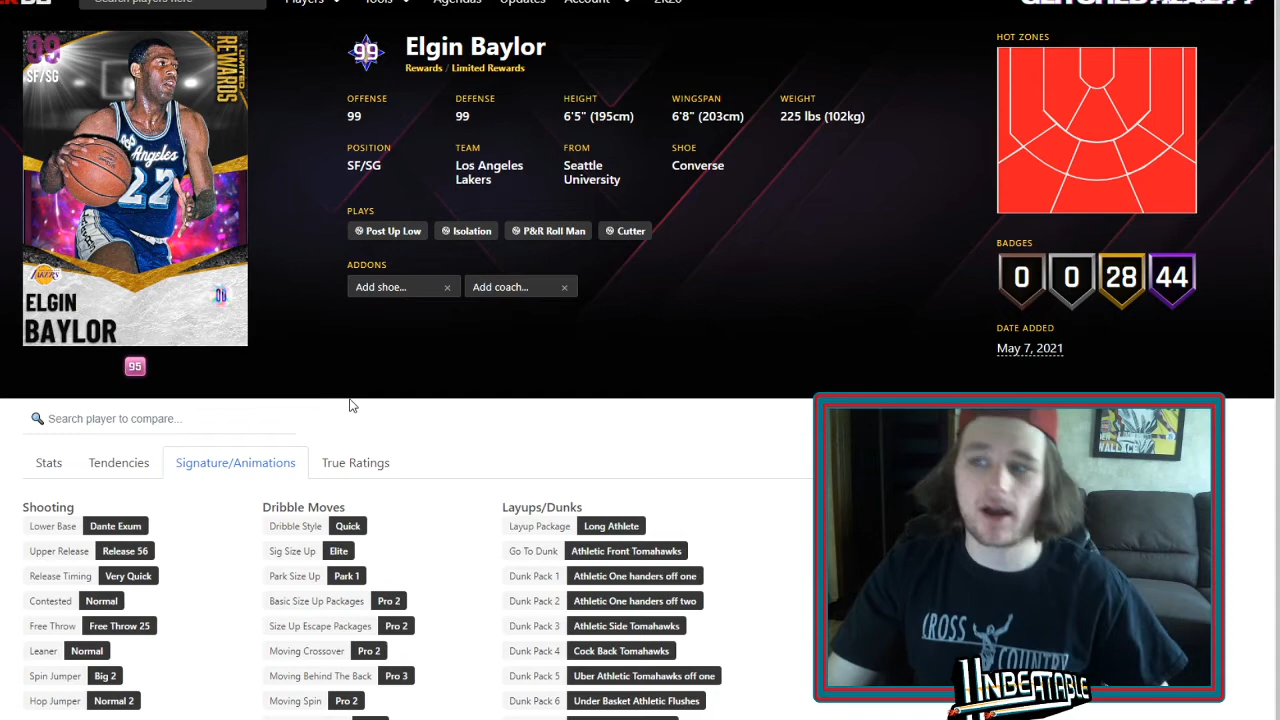 Search players here
Players
Tools
Agendas
Updates
Account
2K20
99
SF/SG
LIMITED
REWARDS
Los
Angeles
22
LAKERS
ELGIN
BAYLOR
95
99
Elgin Baylor
Rewards / Limited Rewards
OFFENSE DEFENSE HEIGHT WINGSPAN WEIGHT
99 99 6'5" (195cm) 6'8" (203cm) 225 lbs (102kg)
POSITION TEAM FROM SHOE
SF/SG Los Angeles Seattle Converse
Lakers University
PLAYS
Post Up Low Isolation P&R Roll Man Cutter
ADDONS
Add shoe... × Add coach... ×
HOT ZONES
BADGES
0 0 28 44
DATE ADDED
May 7, 2021
Search player to compare...
Stats Tendencies Signature/Animations True Ratings
Shooting
Lower Base Dante Exum
Upper Release Release 56
Release Timing Very Quick
Contested Normal
Free Throw Free Throw 25
Leaner Normal
Spin Jumper Big 2
Hop Jumper Normal 2
Dribble Moves
Dribble Style Quick
Sig Size Up Elite
Park Size Up Park 1
Basic Size Up Packages Pro 2
Size Up Escape Packages Pro 2
Moving Crossover Pro 2
Moving Behind The Back Pro 3
Moving Spin Pro 2
Layups/Dunks
Layup Package Long Athlete
Go To Dunk Athletic Front Tomahawks
Dunk Pack 1 Athletic One handers off one
Dunk Pack 2 Athletic One handers off two
Dunk Pack 3 Athletic Side Tomahawks
Dunk Pack 4 Cock Back Tomahawks
Dunk Pack 5 Uber Athletic Tomahawks off one
Dunk Pack 6 Under Basket Athletic Flushes
WALLACE
CROSS
COUNTRY
UNBEATABLE